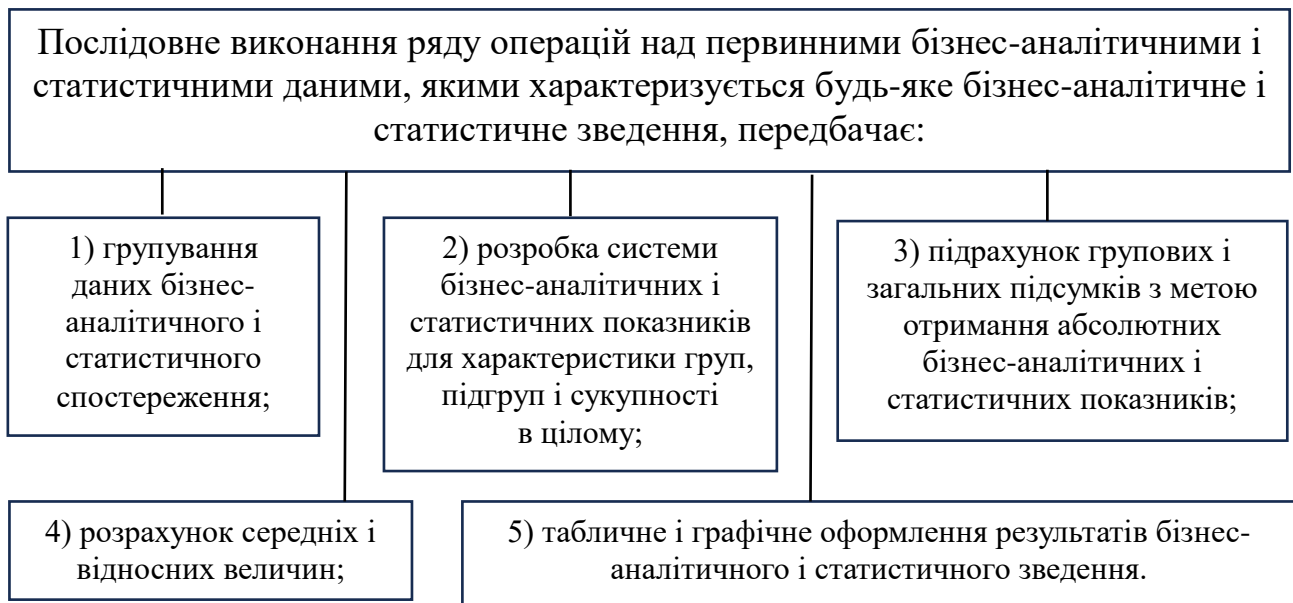 Послідовне виконання ряду операцій над первинними бізнес-аналітичними і
статистичними даними, якими характеризується будь-яке бізнес-аналітичне і
статистичне зведення, передбачає:
1) групування
даних бізнес-
аналітичного і
статистичного
спостереження;
2) розробка системи
бізнес-аналітичних і
статистичних показників
для характеристики груп,
підгруп і сукупності
в цілому;
3) підрахунок групових і
загальних підсумків з метою
отримання абсолютних
бізнес-аналітичних і
статистичних показників;
4) розрахунок середніх і
відносних величин;
5) табличне і графічне оформлення результатів бізнес-
аналітичного і статистичного зведення.